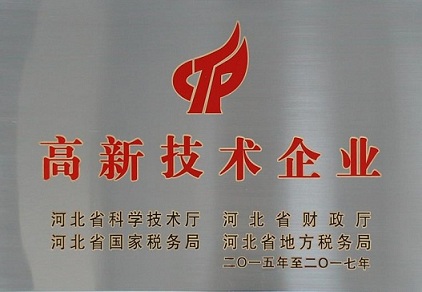 高新技术企业
河北省科学技术厅 河北省财政厅
河北省国家税务局 河北省地方税务局
二〇一五年至二〇一七年